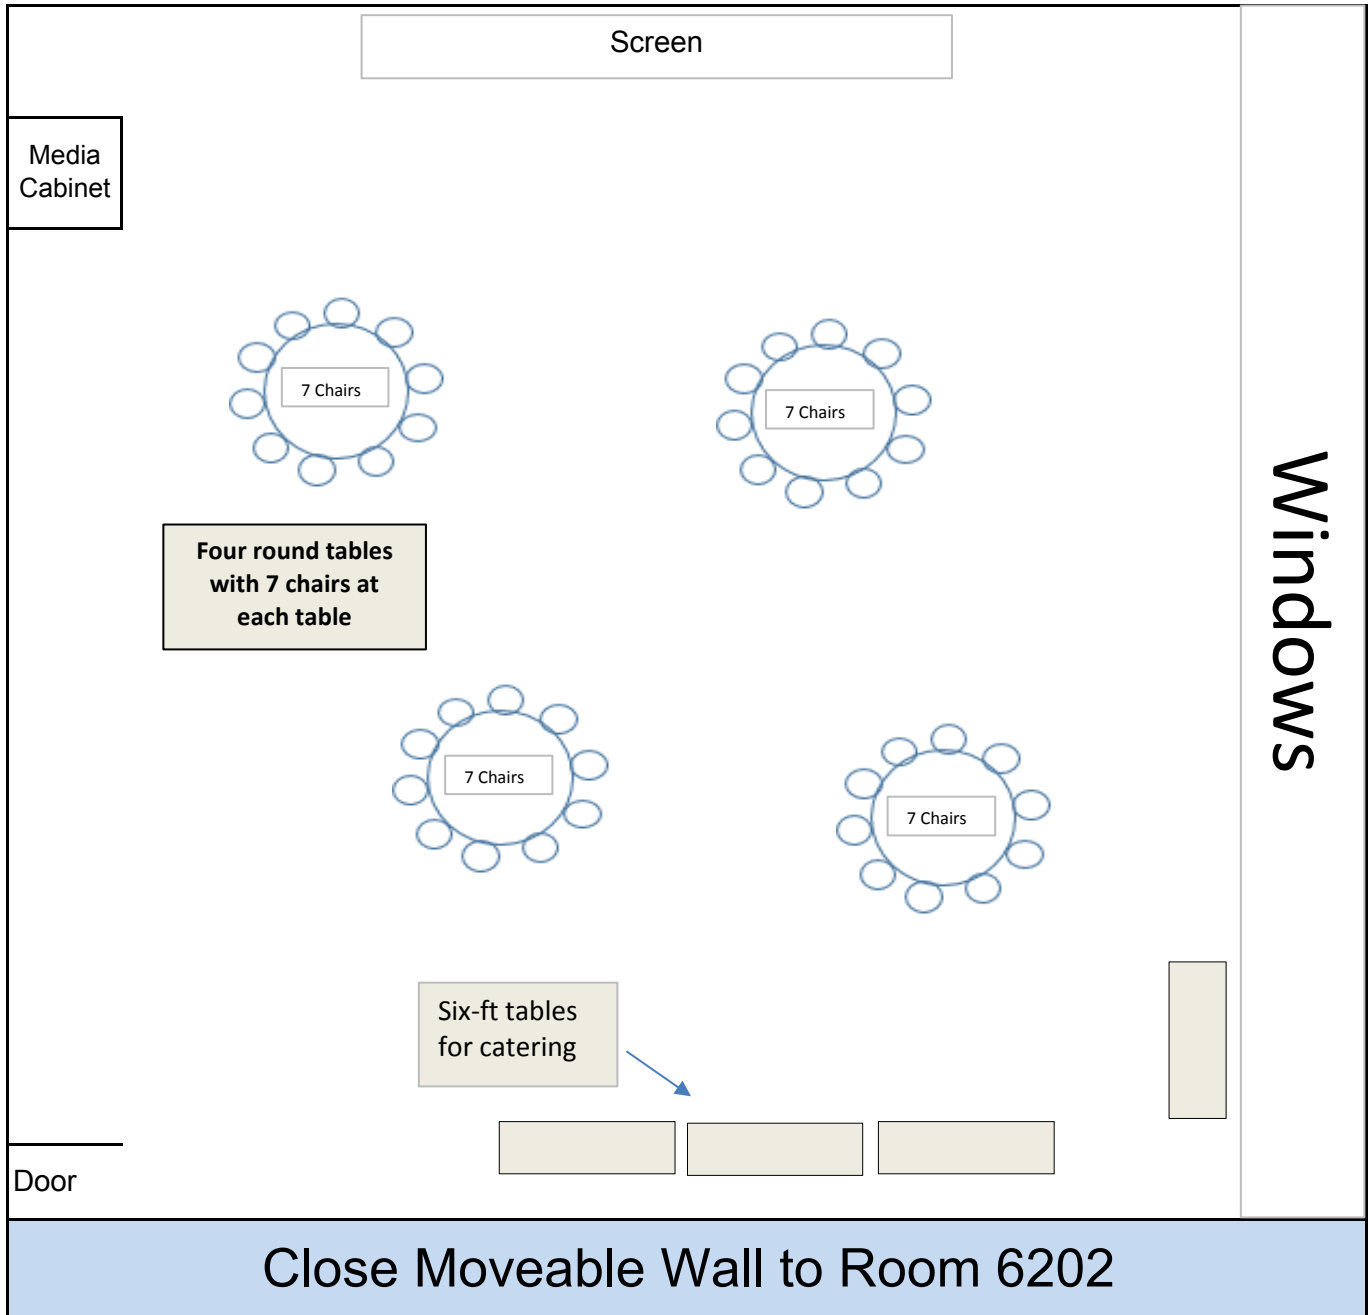 Screen
Media
Cabinet
7 Chairs
7 Chairs
Four round tables
with 7 chairs at
each table
Windows
7 Chairs
7 Chairs
Six-ft tables
for catering
Door
Close Moveable Wall to Room 6202